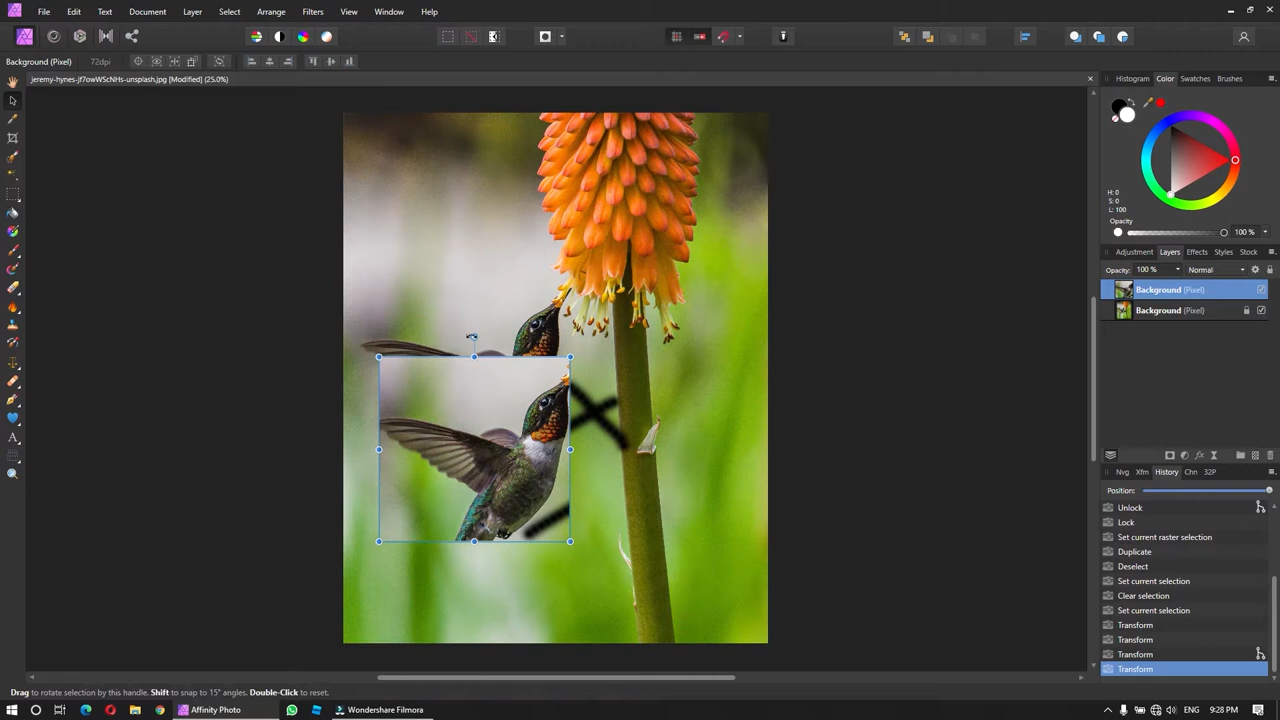 File Edit Text Document Layer Select Arrange Filters View Window Help
Background (Pixel) 72dpi
jeremy-hynes-jf7owWScNHs-unsplash.jpg [Modified] (25.0%)
Histogram Color Swatches Brushes
H: 0
S: 0
L: 100
Opacity
100 %
Adjustment Layers Effects Styles Stock
Opacity: 100 % Normal
Background (Pixel)
Background (Pixel)
Nvg Xfm History Chn 32P
Position:
Unlock
Lock
Set current raster selection
Duplicate
Deselect
Set current selection
Clear selection
Set current selection
Transform
Transform
Transform
Transform
Drag to rotate selection by this handle. Shift to snap to 15° angles. Double-Click to reset.
Affinity Photo Wondershare Filmora ENG 9:28 PM